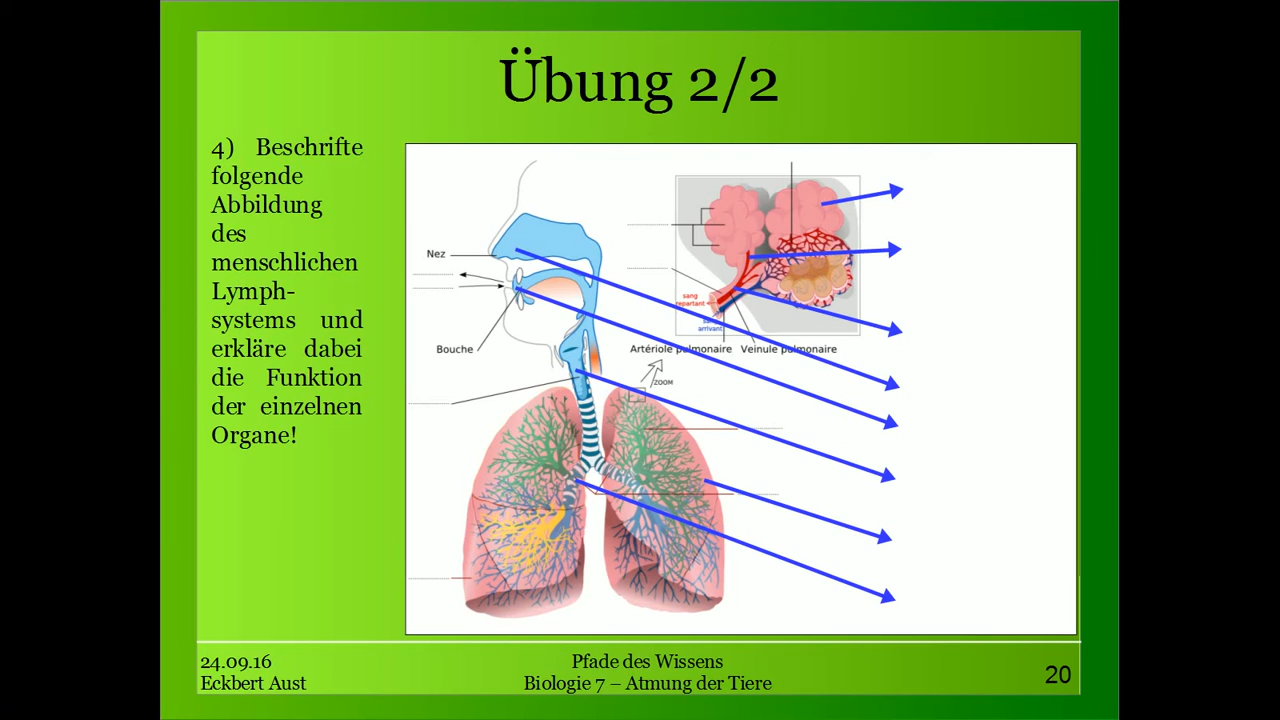 Übung 2/2
4) Beschrifte
folgende
Abbildung
des
menschlichen
Lymph-
systems und
erkläre dabei
die Funktion
der einzelnen
Organe!
Nez
Bouche
sang
repartant
arrivant
Artériole pulmonaire
Veinule pulmonaire
ZOOM
24.09.16
Eckbert Aust
Pfade des Wissens
Biologie 7 – Atmung der Tiere
20